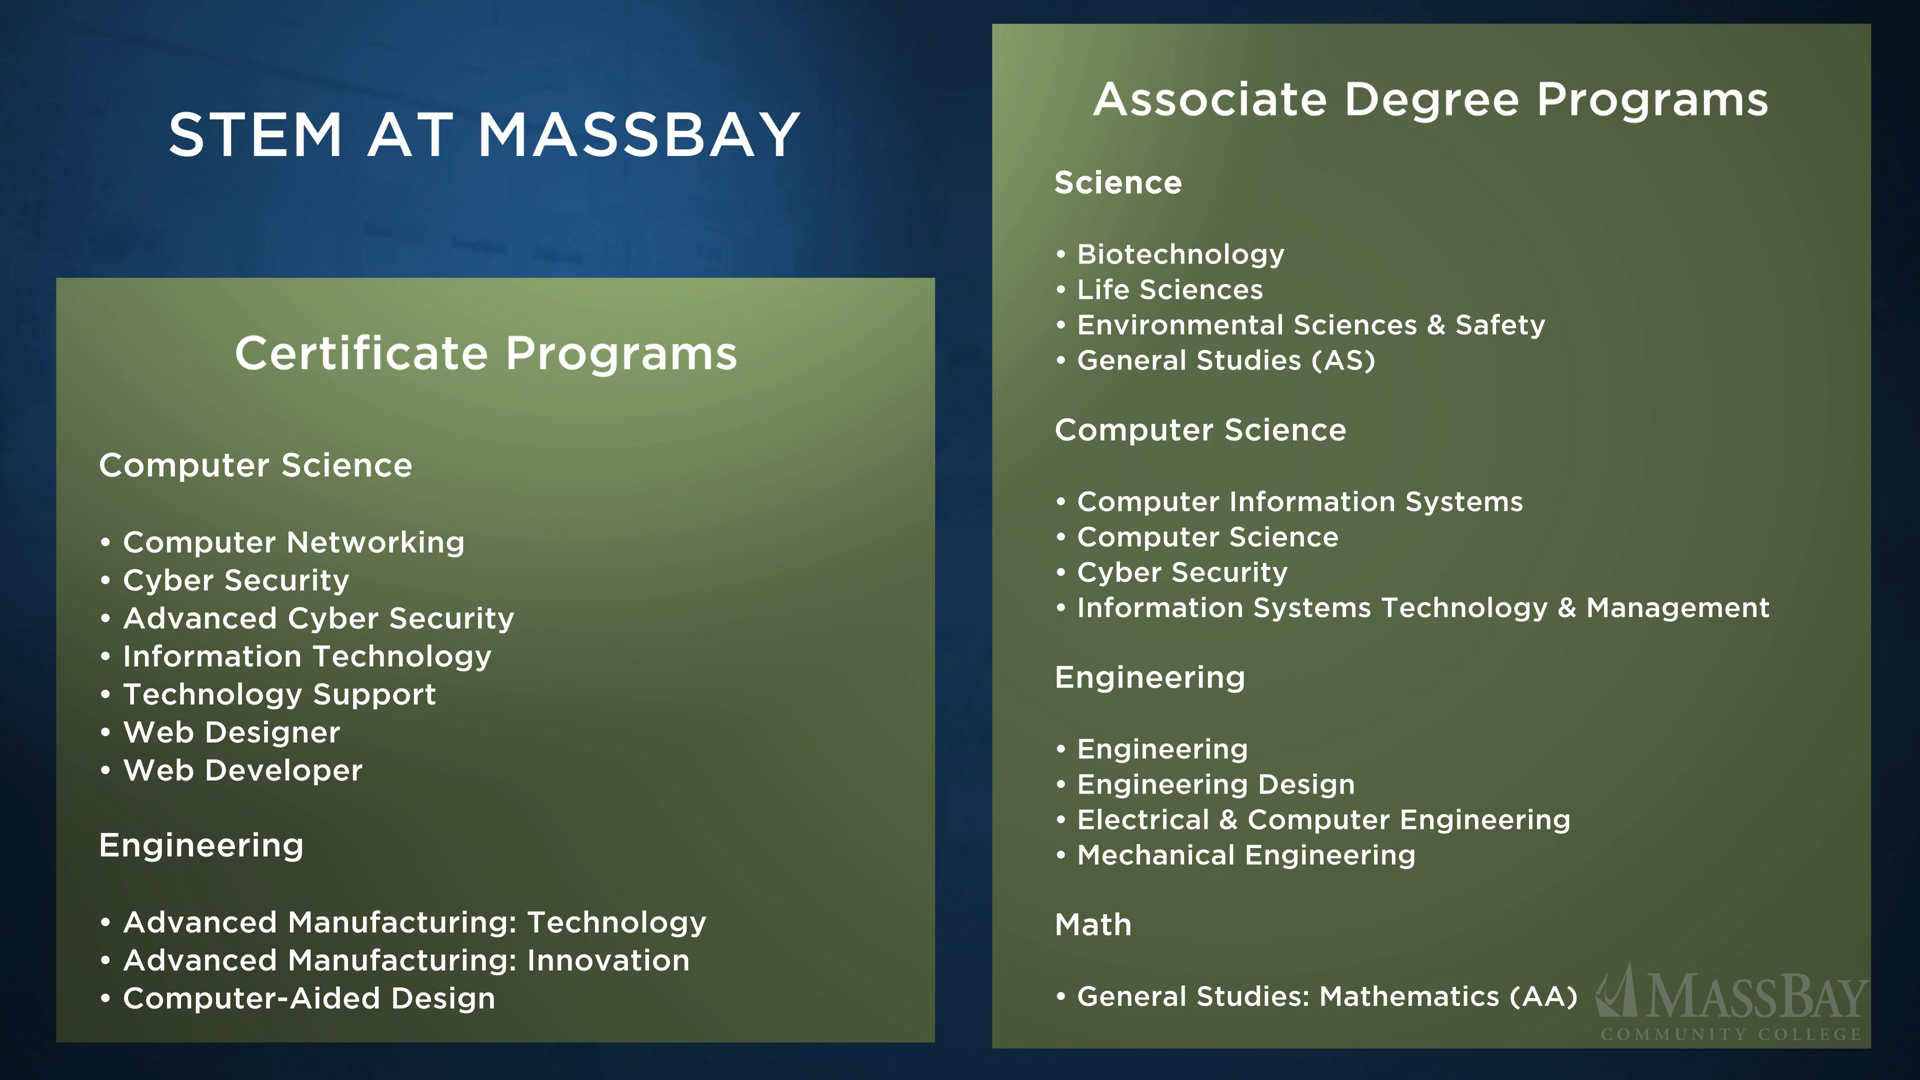 STEM AT MASSBAY
Certificate Programs
Computer Science
• Computer Networking
• Cyber Security
• Advanced Cyber Security
• Information Technology
• Technology Support
• Web Designer
• Web Developer
Engineering
• Advanced Manufacturing: Technology
• Advanced Manufacturing: Innovation
• Computer-Aided Design
Associate Degree Programs
Science
• Biotechnology
• Life Sciences
• Environmental Sciences & Safety
• General Studies (AS)
Computer Science
• Computer Information Systems
• Computer Science
• Cyber Security
• Information Systems Technology & Management
Engineering
• Engineering
• Engineering Design
• Electrical & Computer Engineering
• Mechanical Engineering
Math
• General Studies: Mathematics (AA)
MASSBAY
COMMUNITY COLLEGE